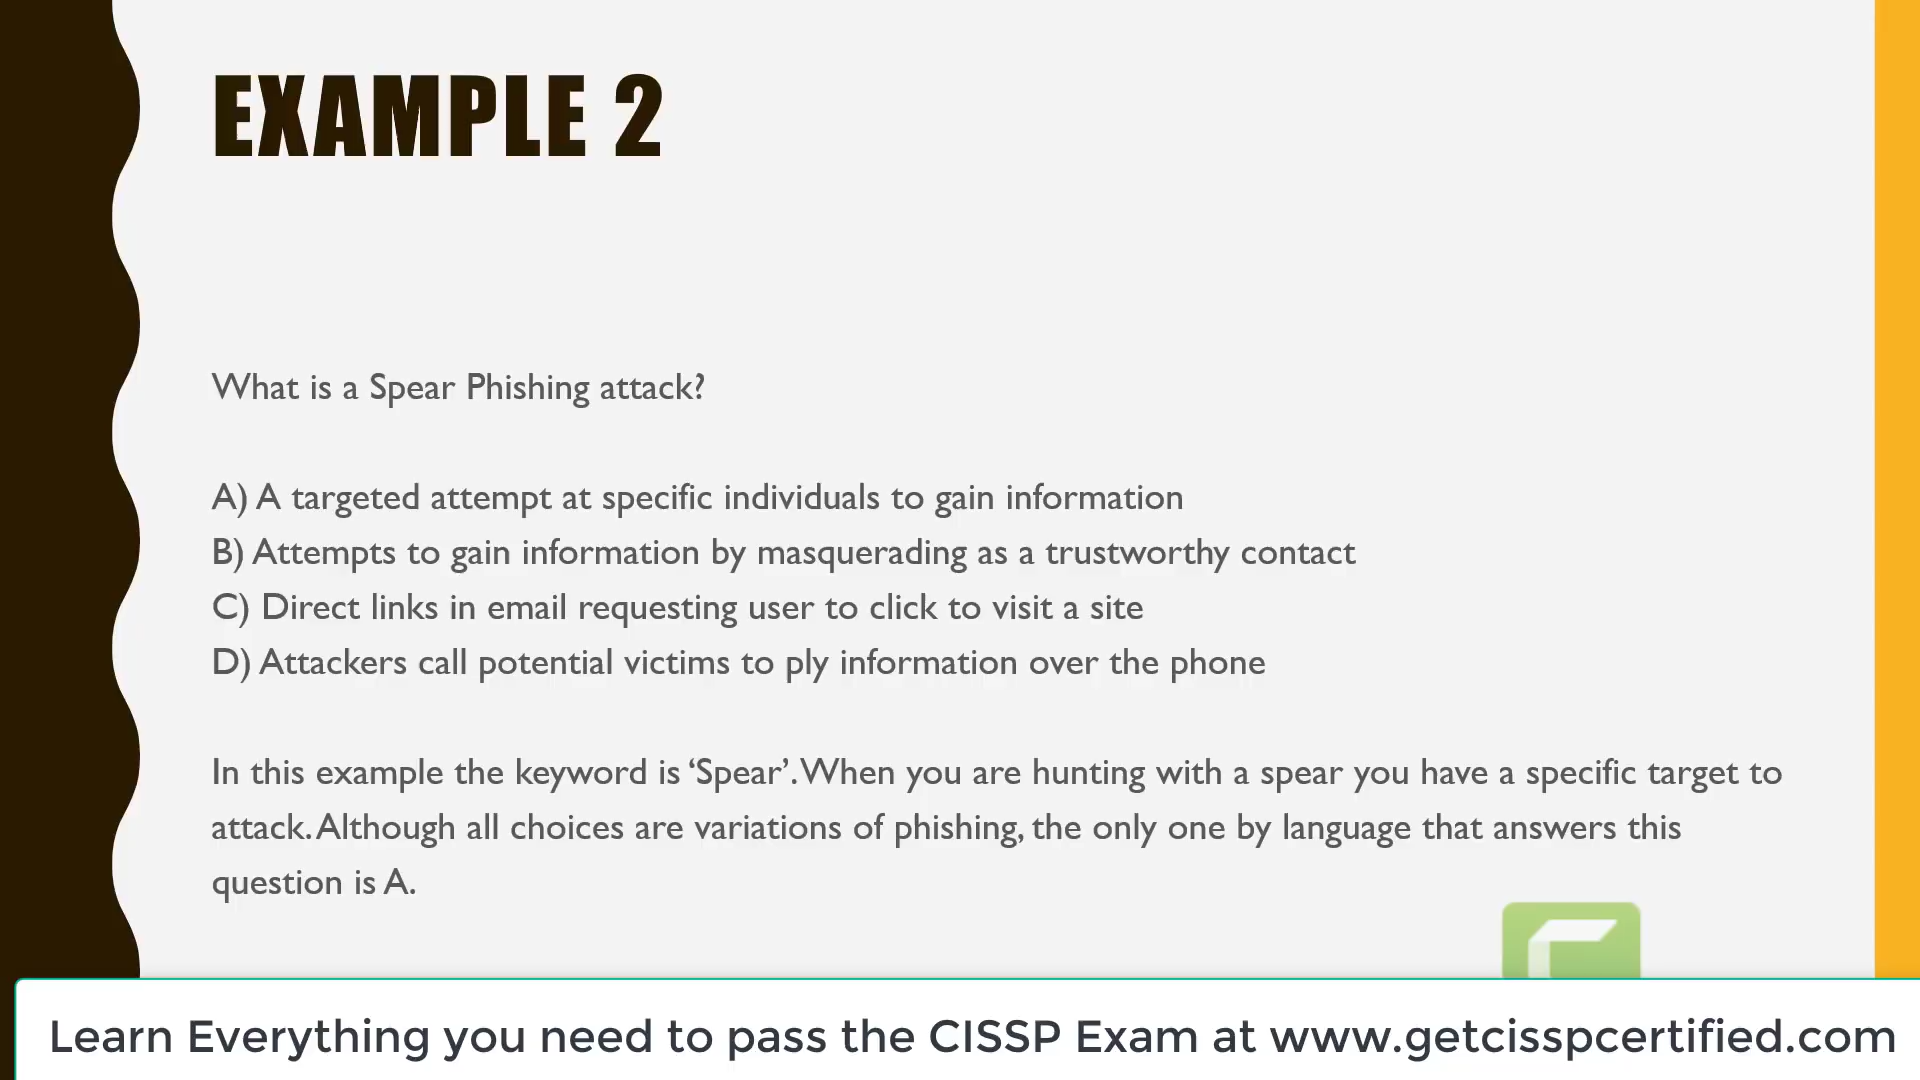 EXAMPLE 2
What is a Spear Phishing attack?
A) A targeted attempt at specific individuals to gain information
B) Attempts to gain information by masquerading as a trustworthy contact
C) Direct links in email requesting user to click to visit a site
D) Attackers call potential victims to ply information over the phone
In this example the keyword is ‘Spear’. When you are hunting with a spear you have a specific target to
attack. Although all choices are variations of phishing, the only one by language that answers this
question is A.
Learn Everything you need to pass the CISSP Exam at www.getcisspcertified.com